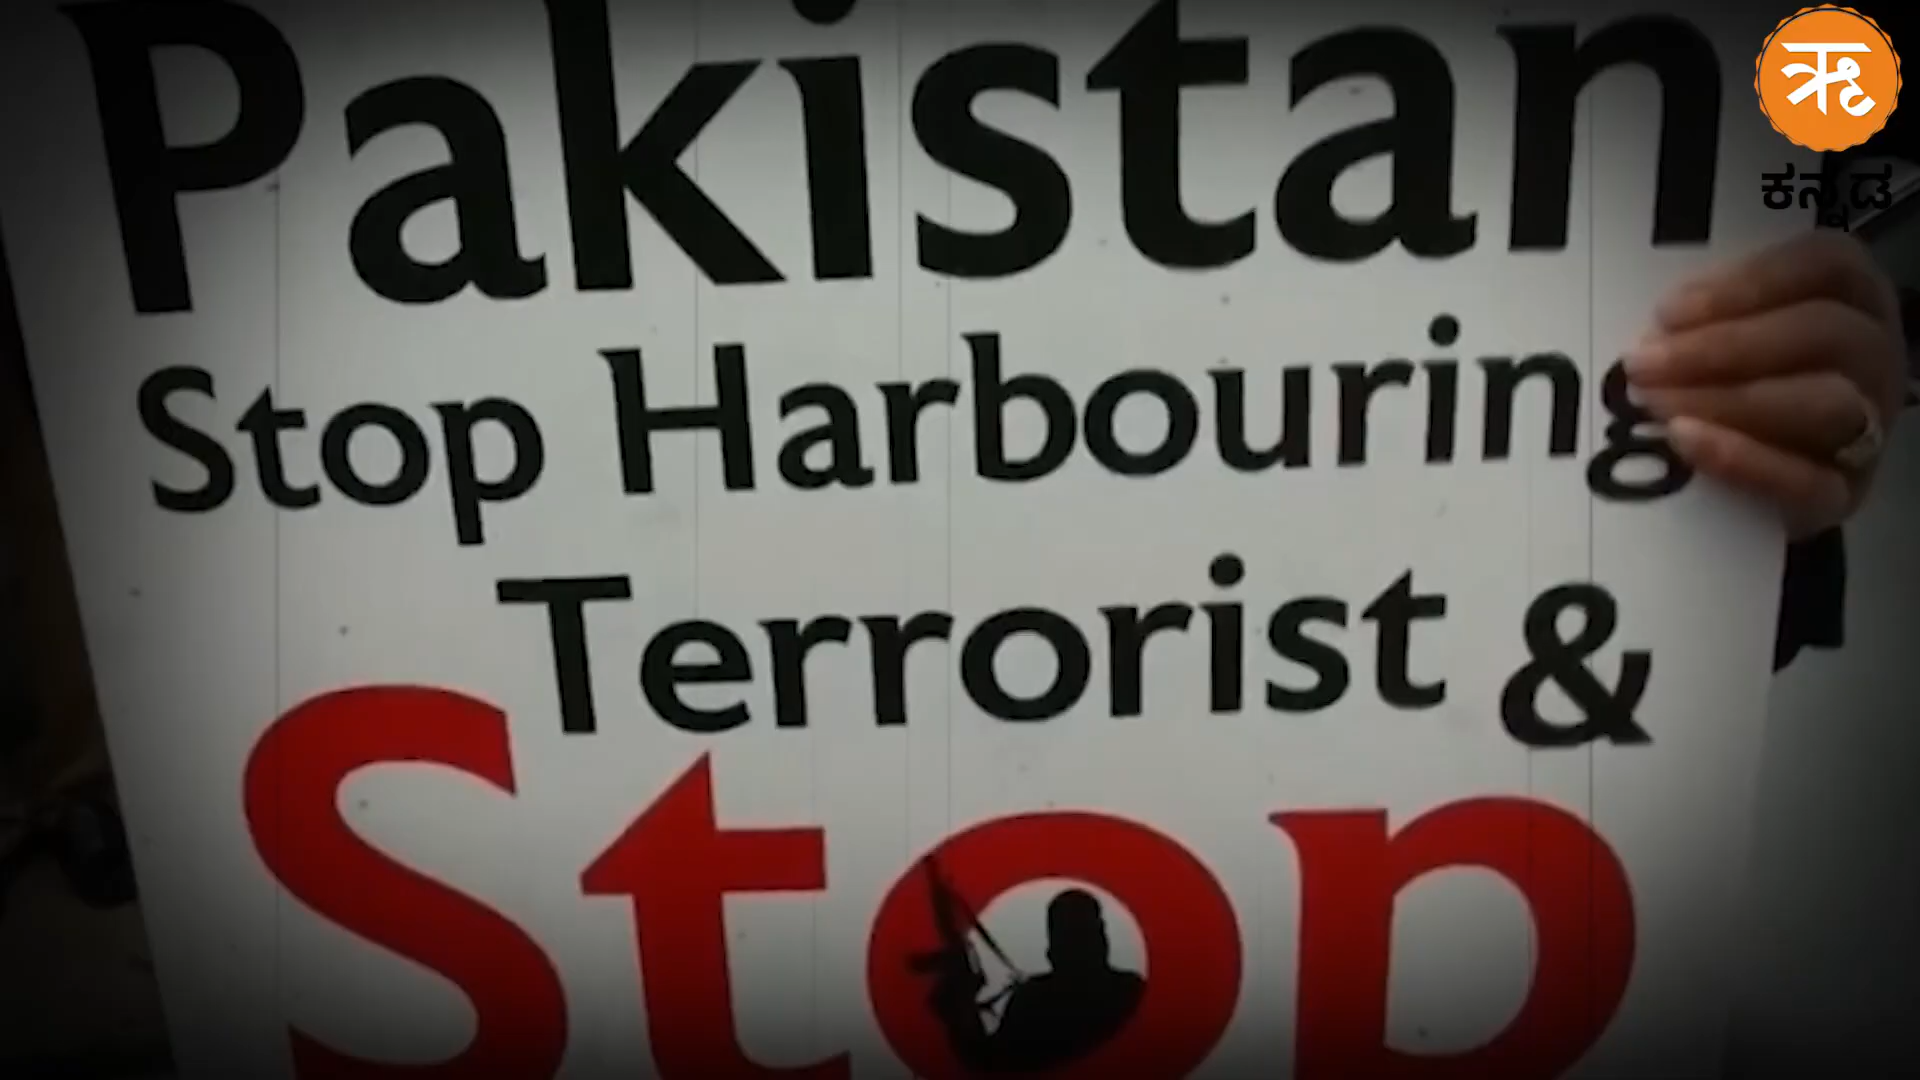 Pakistan
ऋ
ಕನ್ನಡ
Stop Harbouring
Terrorist &
Stop